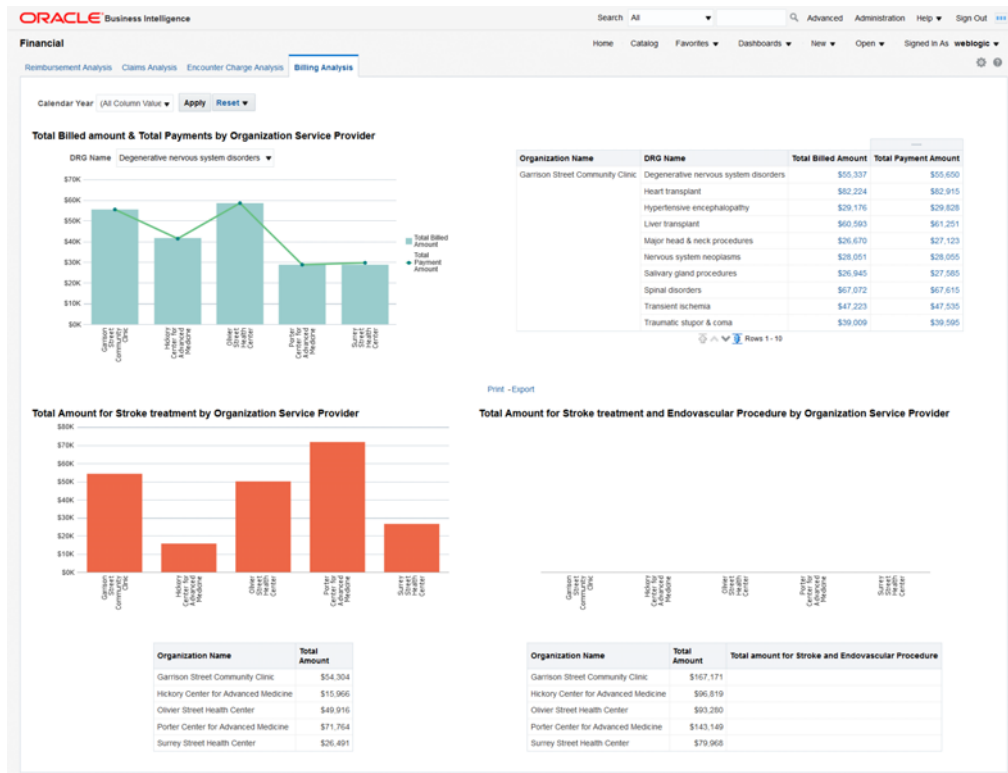 ORACLE Business Intelligence
Search All Advanced Administration Help Sign Out
Financial
Home Catalog Favorites Dashboards New Open Signed In As weblogic
Reimbursement Analysis Claims Analysis Encounter Charge Analysis Billing Analysis
Calendar Year (All Column Value Apply Reset
Total Billed amount & Total Payments by Organization Service Provider
DRG Name Degenerative nervous system disorders
$70K
$60K
$50K
$40K
$30K
$20K
$10K
$0K
Garrison Street Community Clinic
Hickory Center for Advanced Medicine
Olivier Street Health Center
Porter Center for Advanced Medicine
Surrey Street Health Center
Total Billed Amount
Total Payment Amount
Organization Name DRG Name Total Billed Amount Total Payment Amount
Garrison Street Community Clinic Degenerative nervous system disorders $55,337 $55,650
Heart transplant $82,224 $82,915
Hypertensive encephalopathy $29,176 $29,828
Liver transplant $60,593 $61,251
Major head & neck procedures $26,670 $27,123
Nervous system neoplasms $28,051 $28,055
Salivary gland procedures $26,945 $27,585
Spinal disorders $67,072 $67,615
Transient ischemia $47,223 $47,535
Traumatic stupor & coma $39,009 $39,595
Rows 1 - 10
Print - Export
Total Amount for Stroke treatment by Organization Service Provider
$80K
$70K
$60K
$50K
$40K
$30K
$20K
$10K
$0K
Garrison Street Community Clinic
Hickory Center for Advanced Medicine
Olivier Street Health Center
Porter Center for Advanced Medicine
Surrey Street Health Center
Organization Name Total Amount
Garrison Street Community Clinic $54,304
Hickory Center for Advanced Medicine $15,966
Olivier Street Health Center $49,916
Porter Center for Advanced Medicine $71,764
Surrey Street Health Center $26,491
Total Amount for Stroke treatment and Endovascular Procedure by Organization Service Provider
Garrison Street Community Clinic
Hickory Center for Advanced Medicine
Olivier Street Health Center
Porter Center for Advanced Medicine
Surrey Street Health Center
Organization Name Total Amount Total amount for Stroke and Endovascular Procedure
Garrison Street Community Clinic $167,171
Hickory Center for Advanced Medicine $96,819
Olivier Street Health Center $93,280
Porter Center for Advanced Medicine $143,149
Surrey Street Health Center $79,968